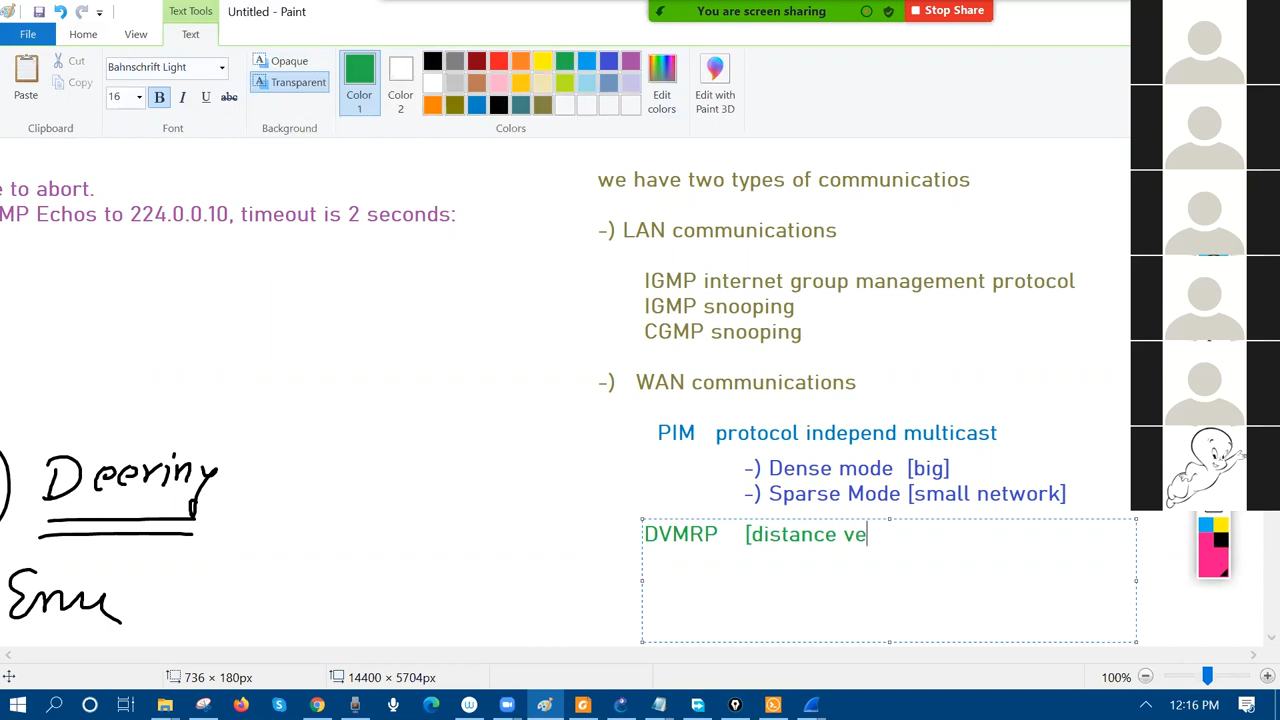 Text Tools
Untitled - Paint
You are screen sharing
Stop Share
File
Home
View
Text
Paste
Cut
Copy
Clipboard
Bahnschrift Light
16
B I U abc
Font
Opaque
Transparent
Background
Color 1
Color 2
Edit colors
Edit with Paint 3D
Colors
e to abort.
MP Echos to 224.0.0.10, timeout is 2 seconds:
Deering
we have two types of communicatios
-) LAN communications
IGMP internet group management protocol
IGMP snooping
CGMP snooping
-) WAN communications
PIM protocol independ multicast
-) Dense mode [big]
-) Sparse Mode [small network]
DVMRP [distance ve
736 × 180px
14400 × 5704px
100%
12:16 PM